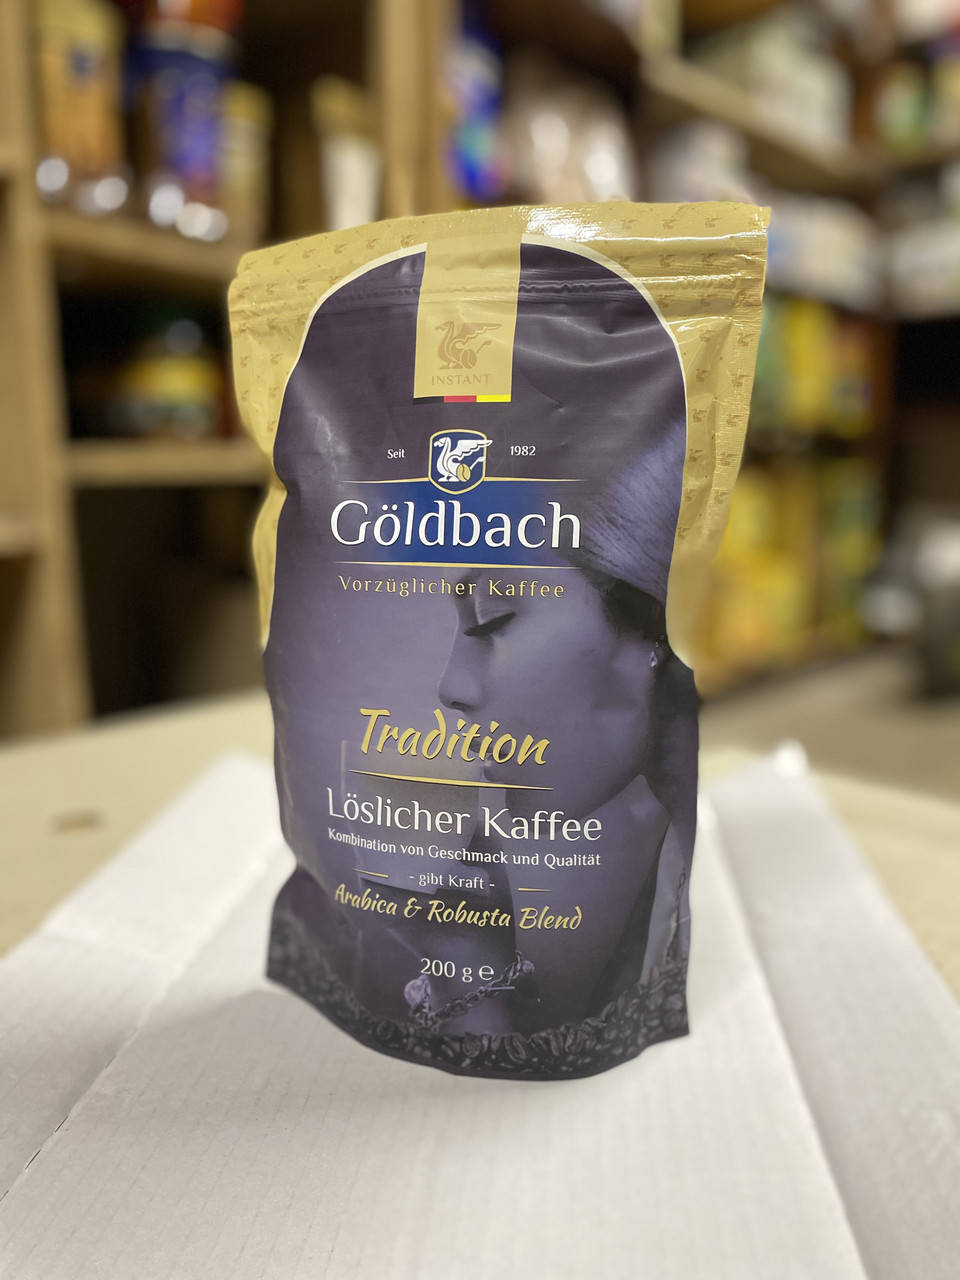 INSTANT
Seit 1982
Göldbach
Vorzüglicher Kaffee
Tradition
Löslicher Kaffee
Kombination von Geschmack und Qualität
- gibt Kraft -
Arabica & Robusta Blend
200 g ℮